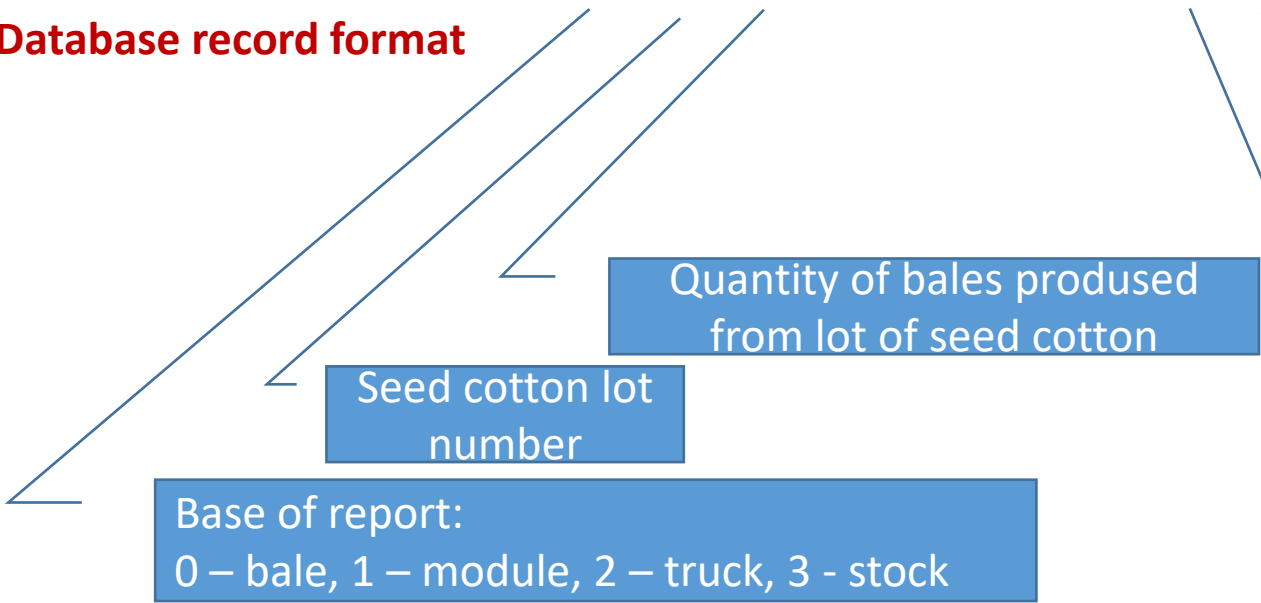 Database record format
Quantity of bales prodused
from lot of seed cotton
Seed cotton lot
number
Base of report:
0 – bale, 1 – module, 2 – truck, 3 - stock